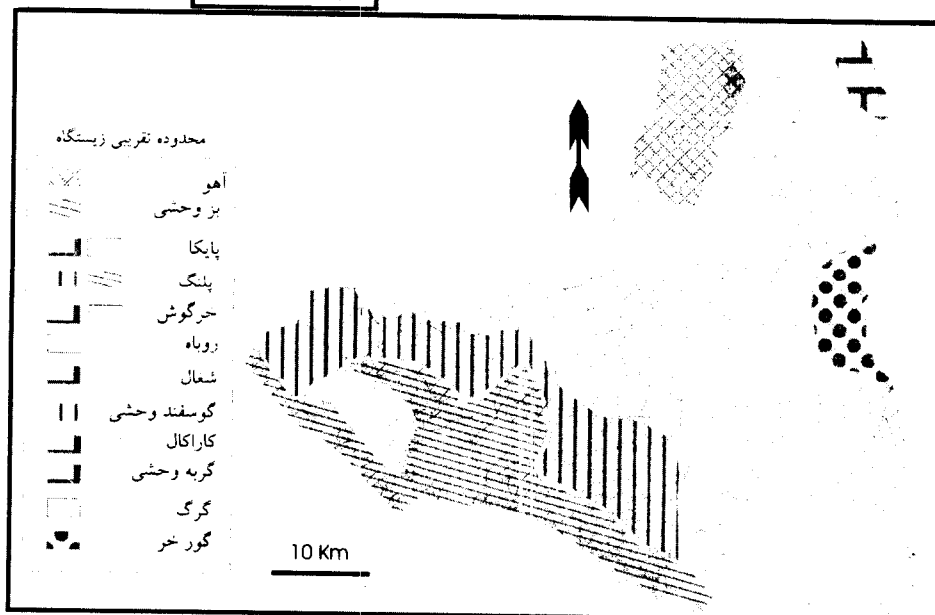 محدوده تقریبی زیستگاه
آهو
بز وحشی
پایکا
پلنگ
خرگوش
روباه
شغال
گوسفند وحشی
کاراکال
گربه وحشی
گرگ
گور خر
10 Km